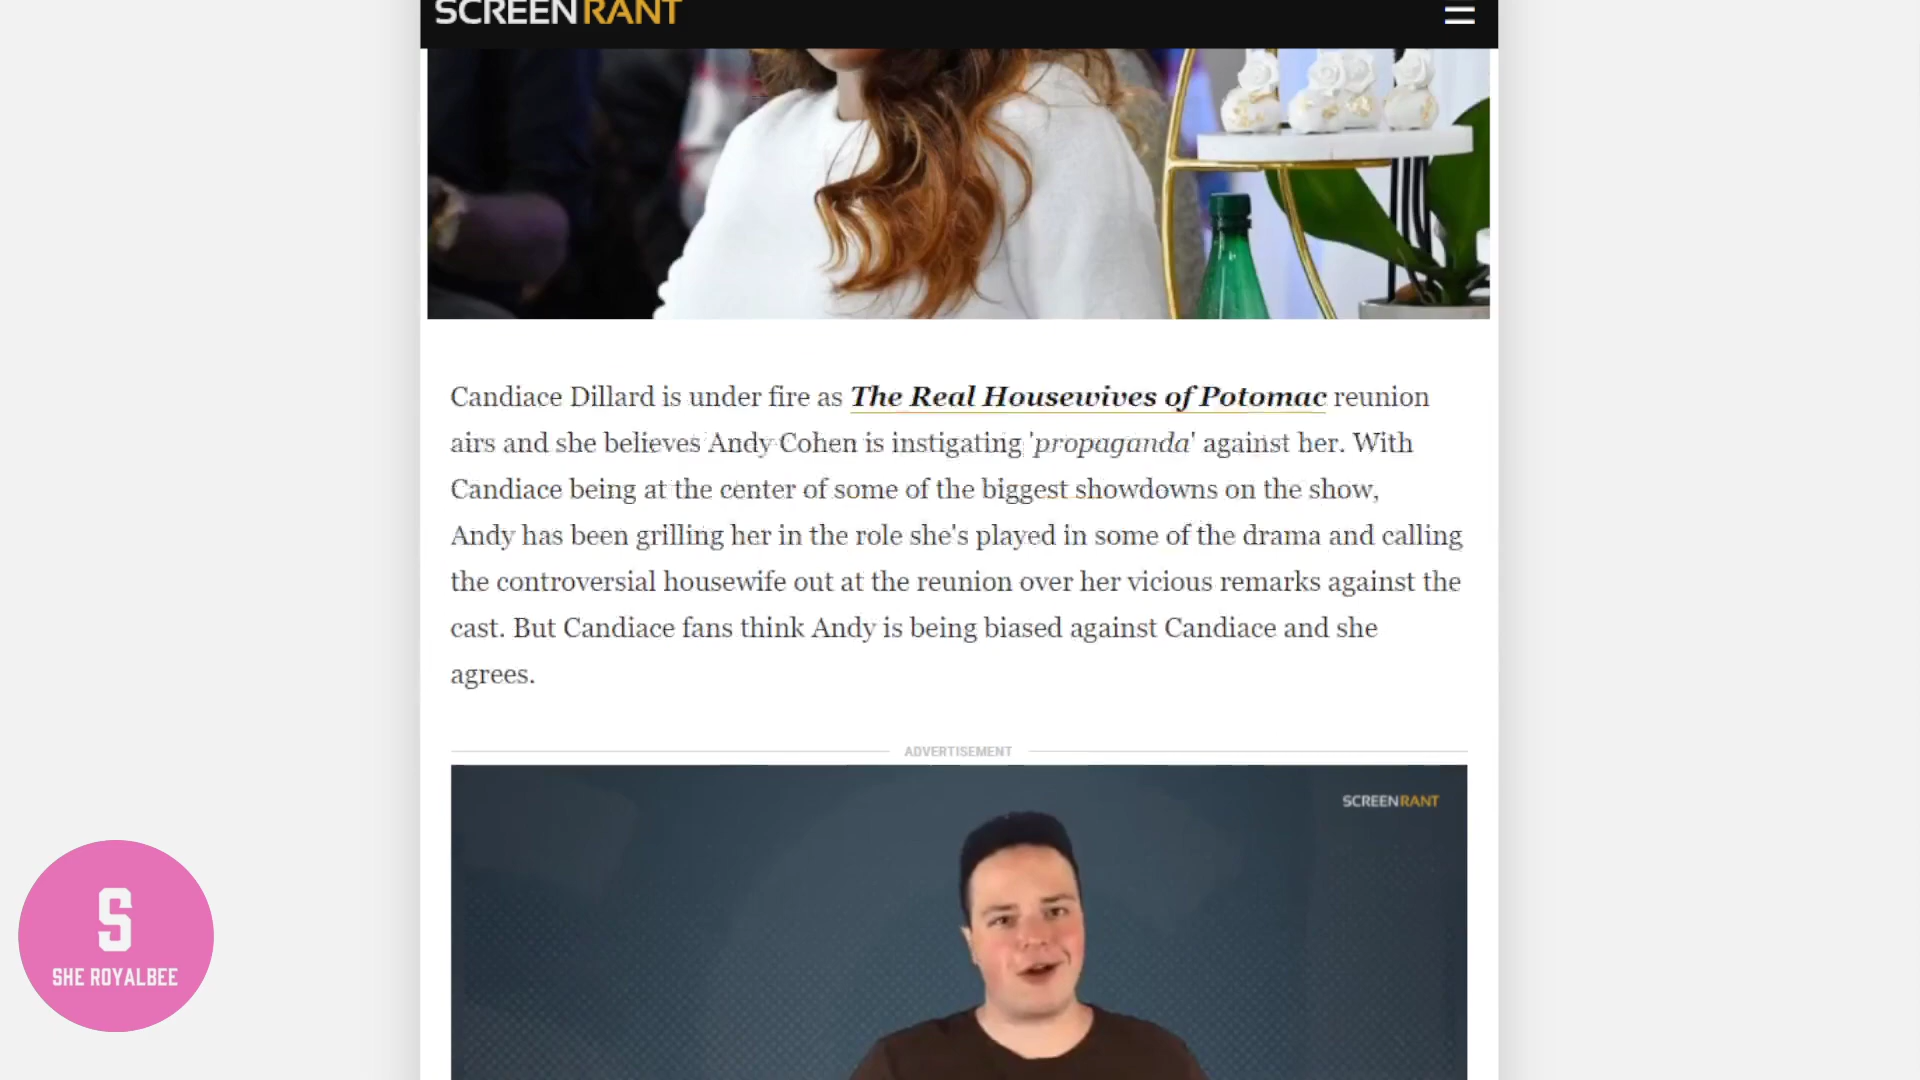 SCREENRANT
Candiace Dillard is under fire as The Real Housewives of Potomac reunion
airs and she believes Andy Cohen is instigating 'propaganda' against her. With
Candiace being at the center of some of the biggest showdowns on the show,
Andy has been grilling her in the role she's played in some of the drama and calling
the controversial housewife out at the reunion over her vicious remarks against the
cast. But Candiace fans think Andy is being biased against Candiace and she
agrees.
ADVERTISEMENT
SCREENRANT
S
SHE ROYALBEE